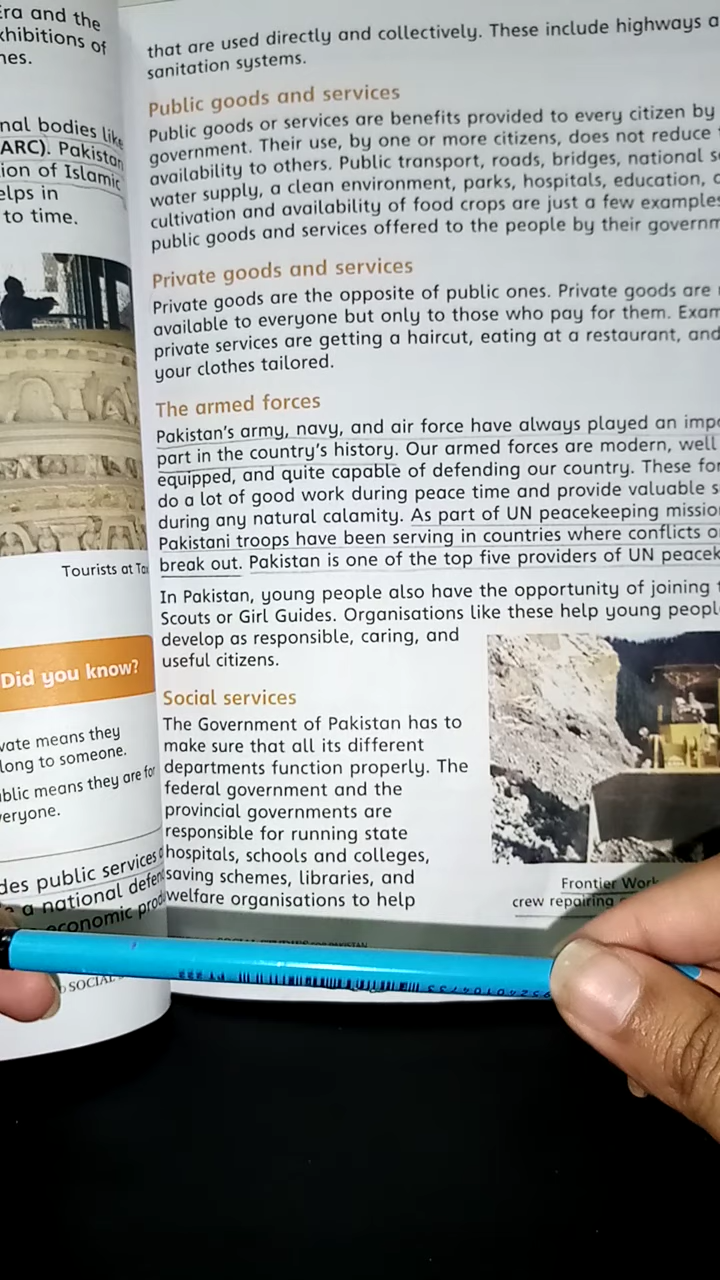 Era and the
exhibitions of
nal bodies like
ARC). Pakistan
ion of Islamic
elps in
to time.
Tourists at
Did you know?
vate means they
long to someone.
blic means they are for
veryone.
des public services
a national defen
economic prod
SOCIAL
that are used directly and collectively. These include highways a
sanitation systems.
Public goods and services
Public goods or services are benefits provided to every citizen by
government. Their use, by one or more citizens, does not reduce
availability to others. Public transport, roads, bridges, national s
water supply, a clean environment, parks, hospitals, education,
cultivation and availability of food crops are just a few examples
public goods and services offered to the people by their governm
Private goods and services
Private goods are the opposite of public ones. Private goods are
available to everyone but only to those who pay for them. Exam
private services are getting a haircut, eating at a restaurant, and
your clothes tailored.
The armed forces
Pakistan's army, navy, and air force have always played an impo
part in the country's history. Our armed forces are modern, well
equipped, and quite capable of defending our country. These for
do a lot of good work during peace time and provide valuable s
during any natural calamity. As part of UN peacekeeping missio
Pakistani troops have been serving in countries where conflicts o
break out. Pakistan is one of the top five providers of UN peacek
In Pakistan, young people also have the opportunity of joining
Scouts or Girl Guides. Organisations like these help young peopl
develop as responsible, caring, and
useful citizens.
Social services
The Government of Pakistan has to
make sure that all its different
departments function properly. The
federal government and the
provincial governments are
responsible for running state
hospitals, schools and colleges,
saving schemes, libraries, and
welfare organisations to help
Frontier Work
crew repairing